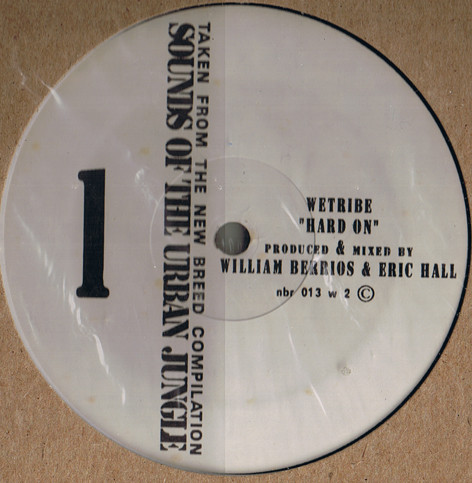 1
TAKEN FROM THE NEW BREED COMPILATION
SOUNDS OF THE URBAN JUNGLE
WETRIBE
"HARD ON"
PRODUCED & MIXED BY
WILLIAM BERRIOS & ERIC HALL
nbr 013 w 2 ©